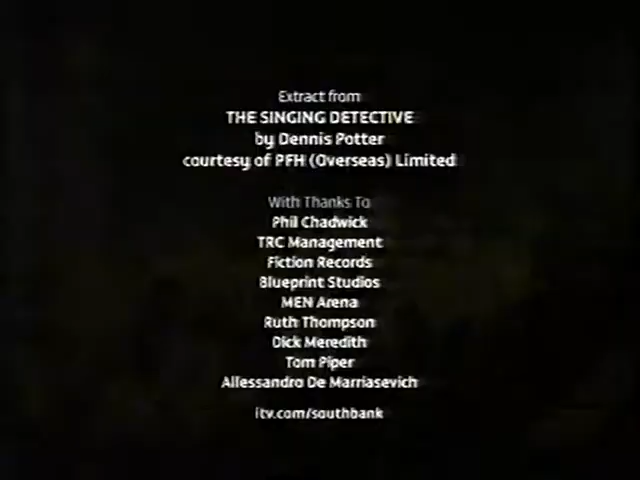 Extract from
THE SINGING DETECTIVE
by Dennis Potter
courtesy of PFH (Overseas) Limited
With Thanks To
Phil Chadwick
TRC Management
Fiction Records
Blueprint Studios
MEN Arena
Ruth Thompson
Dick Meredith
Tom Piper
Allessandro De Marriasevich
itv.com/southbank